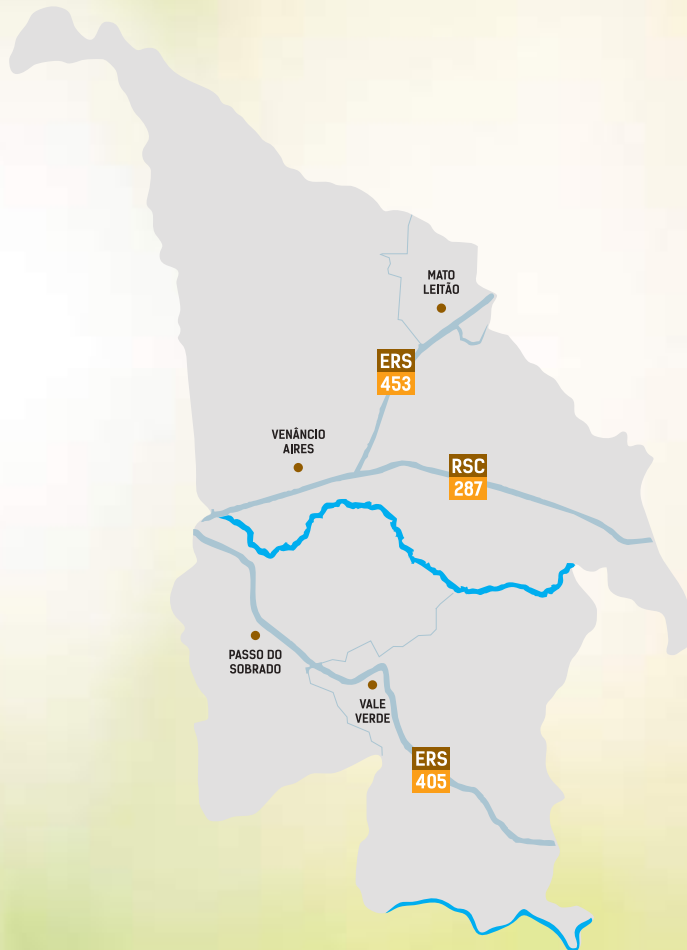 MATO
LEITÃO
ERS
453
VENÂNCIO
AIRES
RSC
287
PASSO DO
SOBRADO
VALE
VERDE
ERS
405